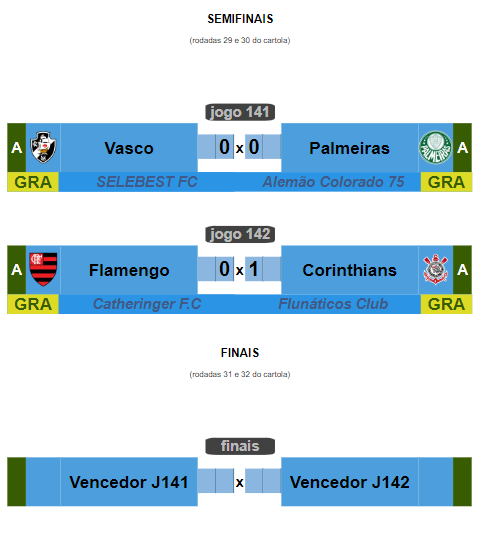 SEMIFINAIS
(rodadas 29 e 30 do cartola)
jogo 141
A Vasco 0 x 0 Palmeiras PALMEIRAS A
GRA SELEBEST FC Alemão Colorado 75 GRA
jogo 142
A Flamengo 0 x 1 Corinthians A
GRA Catheringer F.C Flunáticos Club GRA
FINAIS
(rodadas 31 e 32 do cartola)
finais
Vencedor J141 x Vencedor J142